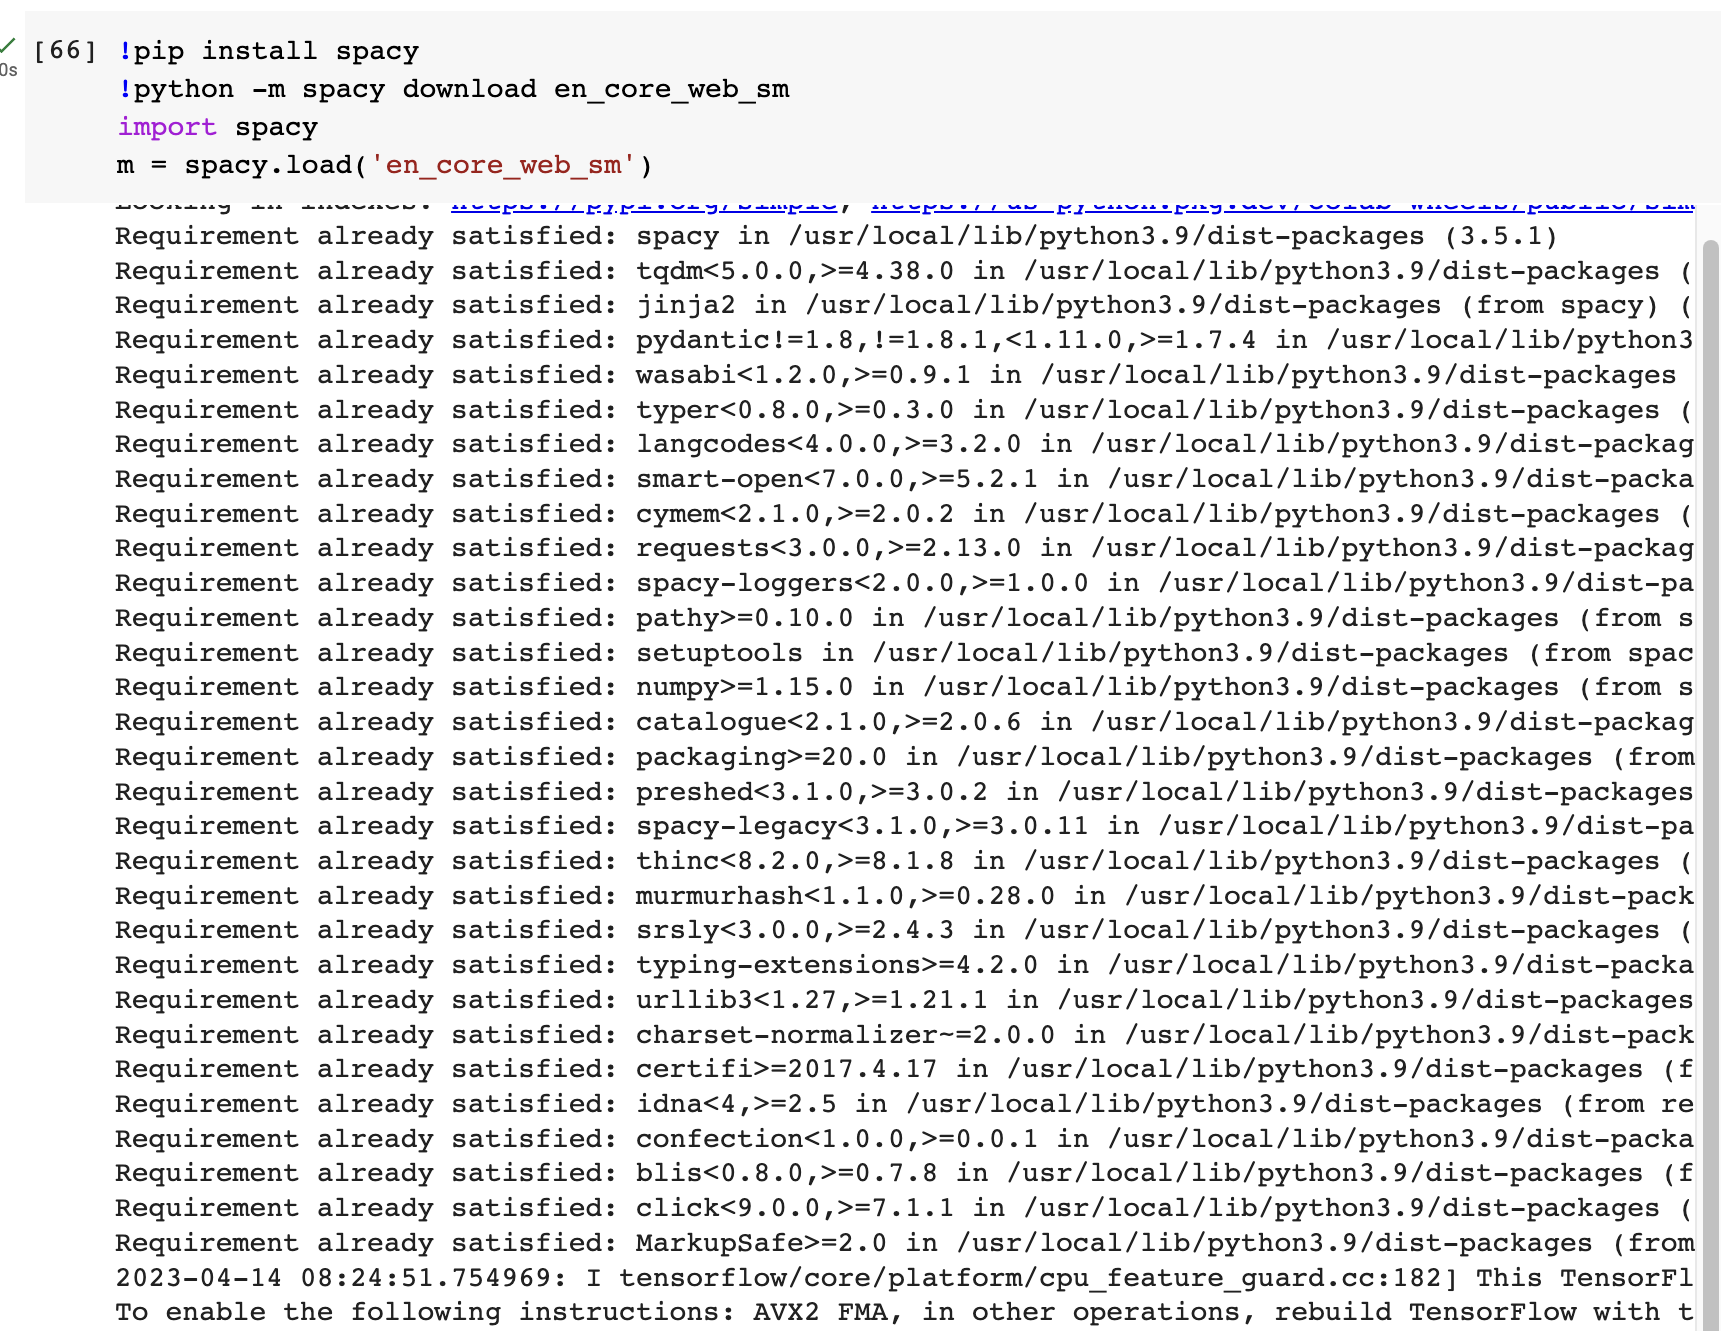 [66] !pip install spacy
0s
!python -m spacy download en_core_web_sm
import spacy
m = spacy.load('en_core_web_sm')
Looking in indexes: https://pypi.org/simple, https://us-python.pkg.dev/colab-wheels/public/sim
Requirement already satisfied: spacy in /usr/local/lib/python3.9/dist-packages (3.5.1)
Requirement already satisfied: tqdm<5.0.0,>=4.38.0 in /usr/local/lib/python3.9/dist-packages (
Requirement already satisfied: jinja2 in /usr/local/lib/python3.9/dist-packages (from spacy) (
Requirement already satisfied: pydantic!=1.8,!=1.8.1,<1.11.0,>=1.7.4 in /usr/local/lib/python3
Requirement already satisfied: wasabi<1.2.0,>=0.9.1 in /usr/local/lib/python3.9/dist-packages
Requirement already satisfied: typer<0.8.0,>=0.3.0 in /usr/local/lib/python3.9/dist-packages (
Requirement already satisfied: langcodes<4.0.0,>=3.2.0 in /usr/local/lib/python3.9/dist-packag
Requirement already satisfied: smart-open<7.0.0,>=5.2.1 in /usr/local/lib/python3.9/dist-packa
Requirement already satisfied: cymem<2.1.0,>=2.0.2 in /usr/local/lib/python3.9/dist-packages (
Requirement already satisfied: requests<3.0.0,>=2.13.0 in /usr/local/lib/python3.9/dist-packag
Requirement already satisfied: spacy-loggers<2.0.0,>=1.0.0 in /usr/local/lib/python3.9/dist-pa
Requirement already satisfied: pathy>=0.10.0 in /usr/local/lib/python3.9/dist-packages (from s
Requirement already satisfied: setuptools in /usr/local/lib/python3.9/dist-packages (from spac
Requirement already satisfied: numpy>=1.15.0 in /usr/local/lib/python3.9/dist-packages (from s
Requirement already satisfied: catalogue<2.1.0,>=2.0.6 in /usr/local/lib/python3.9/dist-packag
Requirement already satisfied: packaging>=20.0 in /usr/local/lib/python3.9/dist-packages (from
Requirement already satisfied: preshed<3.1.0,>=3.0.2 in /usr/local/lib/python3.9/dist-packages
Requirement already satisfied: spacy-legacy<3.1.0,>=3.0.11 in /usr/local/lib/python3.9/dist-pa
Requirement already satisfied: thinc<8.2.0,>=8.1.8 in /usr/local/lib/python3.9/dist-packages (
Requirement already satisfied: murmurhash<1.1.0,>=0.28.0 in /usr/local/lib/python3.9/dist-pack
Requirement already satisfied: srsly<3.0.0,>=2.4.3 in /usr/local/lib/python3.9/dist-packages (
Requirement already satisfied: typing-extensions>=4.2.0 in /usr/local/lib/python3.9/dist-packa
Requirement already satisfied: urllib3<1.27,>=1.21.1 in /usr/local/lib/python3.9/dist-packages
Requirement already satisfied: charset-normalizer~=2.0.0 in /usr/local/lib/python3.9/dist-pack
Requirement already satisfied: certifi>=2017.4.17 in /usr/local/lib/python3.9/dist-packages (f
Requirement already satisfied: idna<4,>=2.5 in /usr/local/lib/python3.9/dist-packages (from re
Requirement already satisfied: confection<1.0.0,>=0.0.1 in /usr/local/lib/python3.9/dist-packa
Requirement already satisfied: blis<0.8.0,>=0.7.8 in /usr/local/lib/python3.9/dist-packages (f
Requirement already satisfied: click<9.0.0,>=7.1.1 in /usr/local/lib/python3.9/dist-packages (
Requirement already satisfied: MarkupSafe>=2.0 in /usr/local/lib/python3.9/dist-packages (from
2023-04-14 08:24:51.754969: I tensorflow/core/platform/cpu_feature_guard.cc:182] This TensorFl
To enable the following instructions: AVX2 FMA, in other operations, rebuild TensorFlow with t